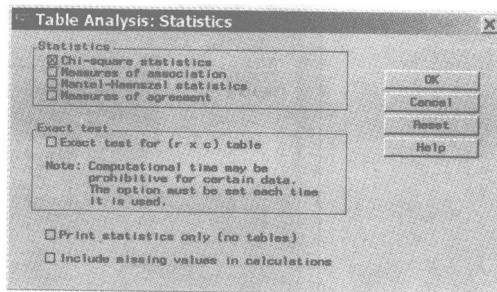 Table Analysis: Statistics
Statistics
Chi-square statistics
Measures of association
Mantel-Haenszel statistics
Measures of agreement
OK
Cancel
Reset
Help
Exact test
Exact test for (r x c) table
Note: Computational time may be
prohibitive for certain data.
The option must be set each time
it is used.
Print statistics only (no tables)
Include missing values in calculations